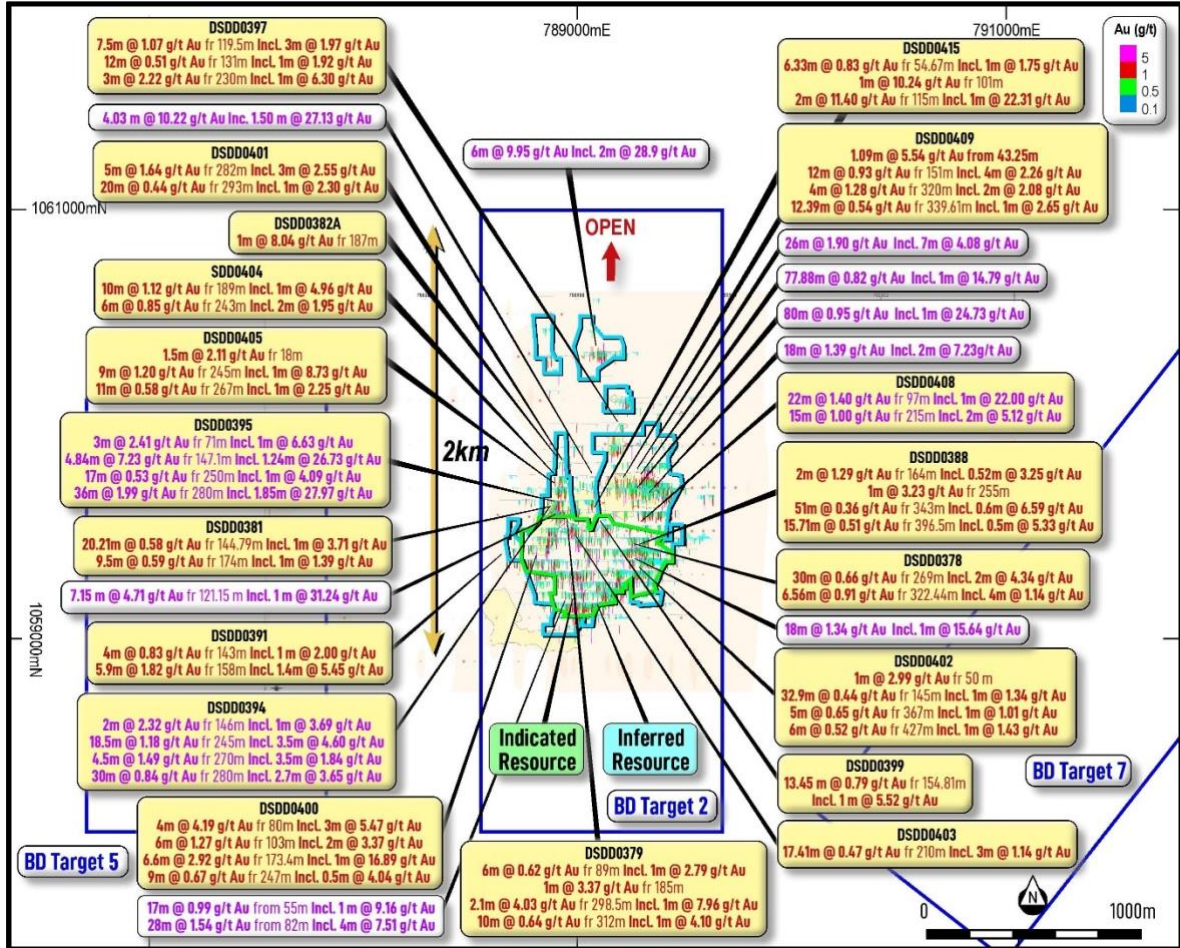 789000mE
791000mE
1061000mN
1059000mN
Au (g/t)
5
1
0.5
0.1
DSDD0397
7.5m @ 1.07 g/t Au fr 119.5m Incl. 3m @ 1.97 g/t Au
12m @ 0.51 g/t Au fr 131m Incl. 1m @ 1.92 g/t Au
3m @ 2.22 g/t Au fr 230m Incl. 1m @ 6.30 g/t Au
4.03 m @ 10.22 g/t Au Inc. 1.50 m @ 27.13 g/t Au
DSDD0401
5m @ 1.64 g/t Au fr 282m Incl. 3m @ 2.55 g/t Au
20m @ 0.44 g/t Au fr 293m Incl. 1m @ 2.30 g/t Au
DSDD0382A
1m @ 8.04 g/t Au fr 187m
SDD0404
10m @ 1.12 g/t Au fr 189m Incl. 1m @ 4.96 g/t Au
6m @ 0.85 g/t Au fr 243m Incl. 2m @ 1.95 g/t Au
DSDD0405
1.5m @ 2.11 g/t Au fr 18m
9m @ 1.20 g/t Au fr 245m Incl. 1m @ 8.73 g/t Au
11m @ 0.58 g/t Au fr 267m Incl. 1m @ 2.25 g/t Au
DSDD0395
3m @ 2.41 g/t Au fr 71m Incl. 1m @ 6.63 g/t Au
4.84m @ 7.23 g/t Au fr 147.1m Incl. 1.24m @ 26.73 g/t Au
17m @ 0.53 g/t Au fr 250m Incl. 1m @ 4.09 g/t Au
36m @ 1.99 g/t Au fr 280m Incl. 1.85m @ 27.97 g/t Au
DSDD0381
20.21m @ 0.58 g/t Au fr 144.79m Incl. 1m @ 3.71 g/t Au
9.5m @ 0.59 g/t Au fr 174m Incl. 1m @ 1.39 g/t Au
7.15 m @ 4.71 g/t Au fr 121.15 m Incl. 1 m @ 31.24 g/t Au
DSDD0391
4m @ 0.83 g/t Au fr 143m Incl. 1 m @ 2.00 g/t Au
5.9m @ 1.82 g/t Au fr 158m Incl. 1.4m @ 5.45 g/t Au
DSDD0394
2m @ 2.32 g/t Au fr 146m Incl. 1m @ 3.69 g/t Au
18.5m @ 1.18 g/t Au fr 245m Incl. 3.5m @ 4.60 g/t Au
4.5m @ 1.49 g/t Au fr 270m Incl. 3.5m @ 1.84 g/t Au
30m @ 0.84 g/t Au fr 280m Incl. 2.7m @ 3.65 g/t Au
DSDD0400
4m @ 4.19 g/t Au fr 80m Incl. 3m @ 5.47 g/t Au
6m @ 1.27 g/t Au fr 103m Incl. 2m @ 3.37 g/t Au
6.6m @ 2.92 g/t Au fr 173.4m Incl. 1m @ 16.89 g/t Au
9m @ 0.67 g/t Au fr 247m Incl. 0.5m @ 4.04 g/t Au
17m @ 0.99 g/t Au from 55m Incl. 1 m @ 9.16 g/t Au
28m @ 1.54 g/t Au from 82m Incl. 4m @ 7.51 g/t Au
BD Target 5
6m @ 9.95 g/t Au Incl. 2m @ 28.9 g/t Au
OPEN
2km
Indicated
Resource
Inferred
Resource
BD Target 2
DSDD0379
6m @ 0.62 g/t Au fr 89m Incl. 1m @ 2.79 g/t Au
1m @ 3.37 g/t Au fr 185m
2.1m @ 4.03 g/t Au fr 298.5m Incl. 1m @ 7.96 g/t Au
10m @ 0.64 g/t Au fr 312m Incl. 1m @ 4.10 g/t Au
DSDD0415
6.33m @ 0.83 g/t Au fr 54.67m Incl. 1m @ 1.75 g/t Au
1m @ 10.24 g/t Au fr 101m
2m @ 11.40 g/t Au fr 115m Incl. 1m @ 22.31 g/t Au
DSDD0409
1.09m @ 5.54 g/t Au from 43.25m
12m @ 0.93 g/t Au fr 151m Incl. 4m @ 2.26 g/t Au
4m @ 1.28 g/t Au fr 320m Incl. 2m @ 2.08 g/t Au
12.39m @ 0.54 g/t Au fr 339.61m Incl. 1m @ 2.65 g/t Au
26m @ 1.90 g/t Au Incl. 7m @ 4.08 g/t Au
77.88m @ 0.82 g/t Au Incl. 1m @ 14.79 g/t Au
80m @ 0.95 g/t Au Incl. 1m @ 24.73 g/t Au
18m @ 1.39 g/t Au Incl. 2m @ 7.23g/t Au
DSDD0408
22m @ 1.40 g/t Au fr 97m Incl. 1m @ 22.00 g/t Au
15m @ 1.00 g/t Au fr 215m Incl. 2m @ 5.12 g/t Au
DSDD0388
2m @ 1.29 g/t Au fr 164m Incl. 0.52m @ 3.25 g/t Au
1m @ 3.23 g/t Au fr 255m
51m @ 0.36 g/t Au fr 343m Incl. 0.6m @ 6.59 g/t Au
15.71m @ 0.51 g/t Au fr 396.5m Incl. 0.5m @ 5.33 g/t Au
DSDD0378
30m @ 0.66 g/t Au fr 269m Incl. 2m @ 4.34 g/t Au
6.56m @ 0.91 g/t Au fr 322.44m Incl. 4m @ 1.14 g/t Au
18m @ 1.34 g/t Au Incl. 1m @ 15.64 g/t Au
DSDD0402
1m @ 2.99 g/t Au fr 50 m
32.9m @ 0.44 g/t Au fr 145m Incl. 1m @ 1.34 g/t Au
5m @ 0.65 g/t Au fr 367m Incl. 1m @ 1.01 g/t Au
6m @ 0.52 g/t Au fr 427m Incl. 1m @ 1.43 g/t Au
BD Target 7
DSDD0399
13.45 m @ 0.79 g/t Au fr 154.81m
Incl. 1 m @ 5.52 g/t Au
DSDD0403
17.41m @ 0.47 g/t Au fr 210m Incl. 3m @ 1.14 g/t Au
N
0
1000m